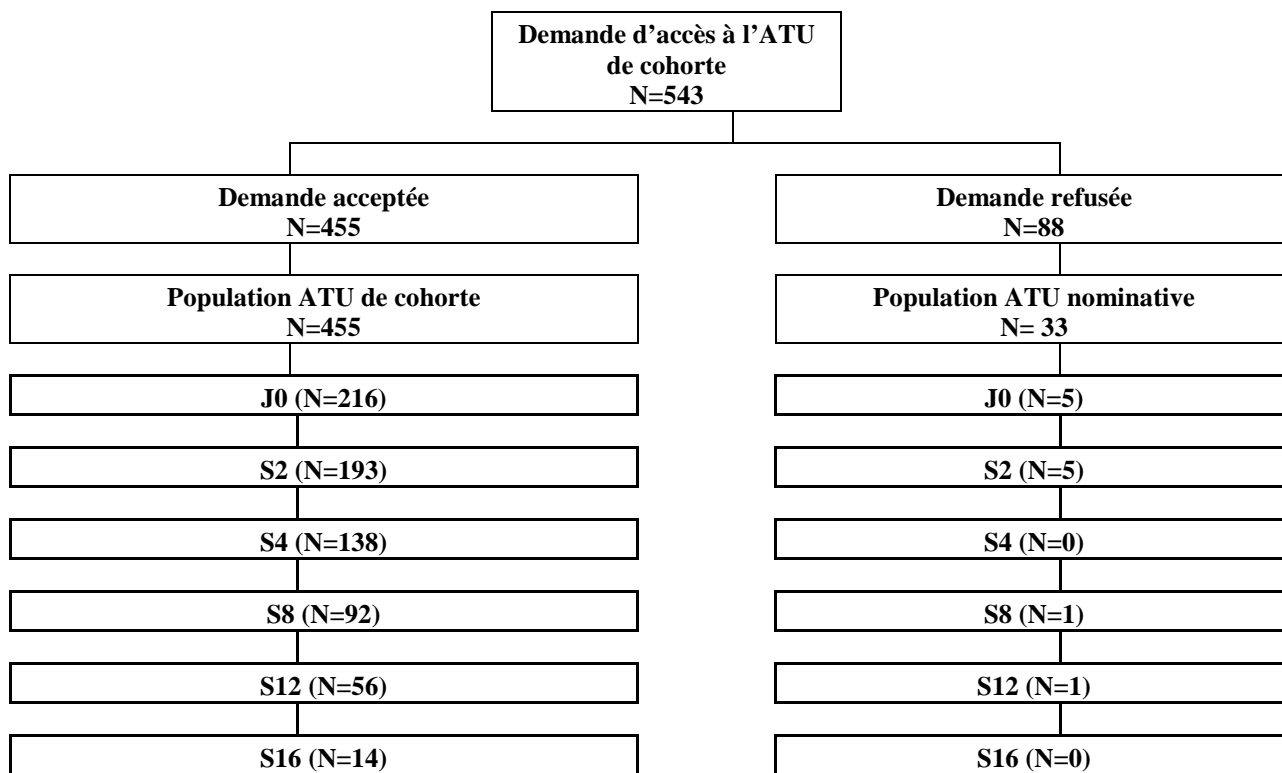 Demande d'accès à l'ATU
de cohorte
N=543
Demande acceptée
N=455
Demande refusée
N=88
Population ATU de cohorte
N=455
Population ATU nominative
N= 33
J0 (N=216)
J0 (N=5)
S2 (N=193)
S2 (N=5)
S4 (N=138)
S4 (N=0)
S8 (N=92)
S8 (N=1)
S12 (N=56)
S12 (N=1)
S16 (N=14)
S16 (N=0)